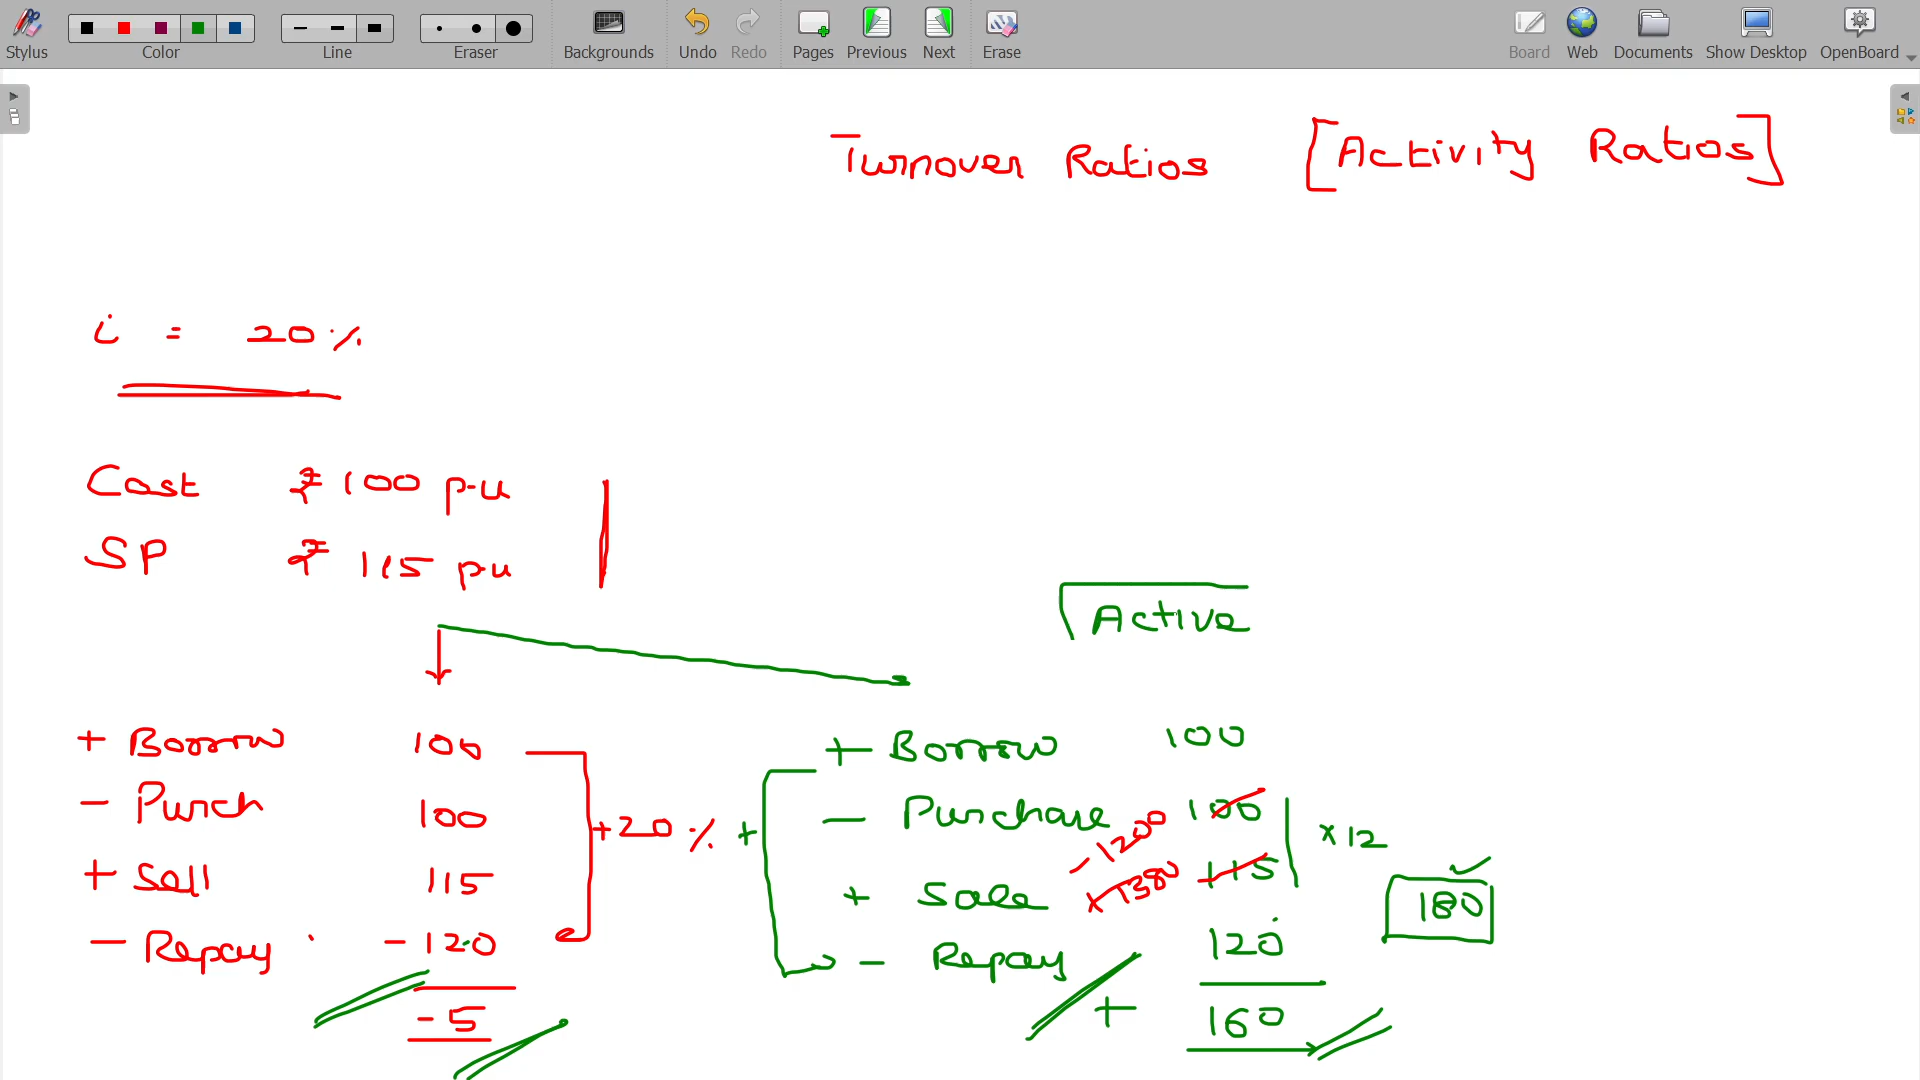 Stylus Color Line Eraser Backgrounds Undo Redo Pages Previous Next Erase Board Web Documents Show Desktop OpenBoard
Turnover Ratios [Activity Ratios]
i = 20 %
Cost ₹ 100 p.u
SP ₹ 115 pu
Active
+ Borrow 100
- Purch 100
+ Sell 115
- Repay - 120
- 5
+ 20 %
+ Borrow 100
+
- Purchase - 1200 100
x 12
+ Sale x 1380 115
180
- Repay 120
+ 160